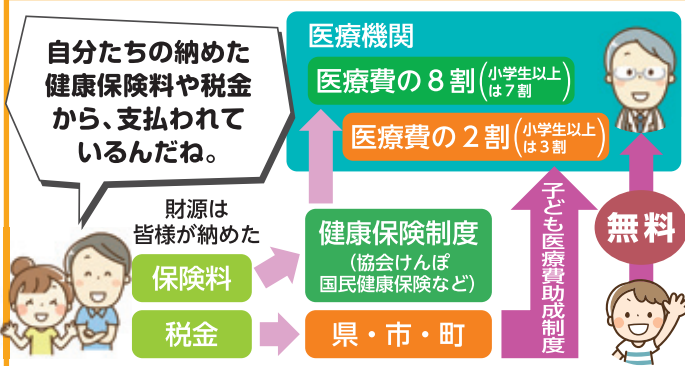 自分たちの納めた
健康保険料や税金
から、支払われて
いるんだね。
医療機関
医療費の8割(小学生以上
は7割)
医療費の2割(小学生以上
は3割)
財源は
皆様が納めた
保険料
税金
健康保険制度
(協会けんぽ
国民健康保険など)
県・市・町
子ども医療費助成制度
無料